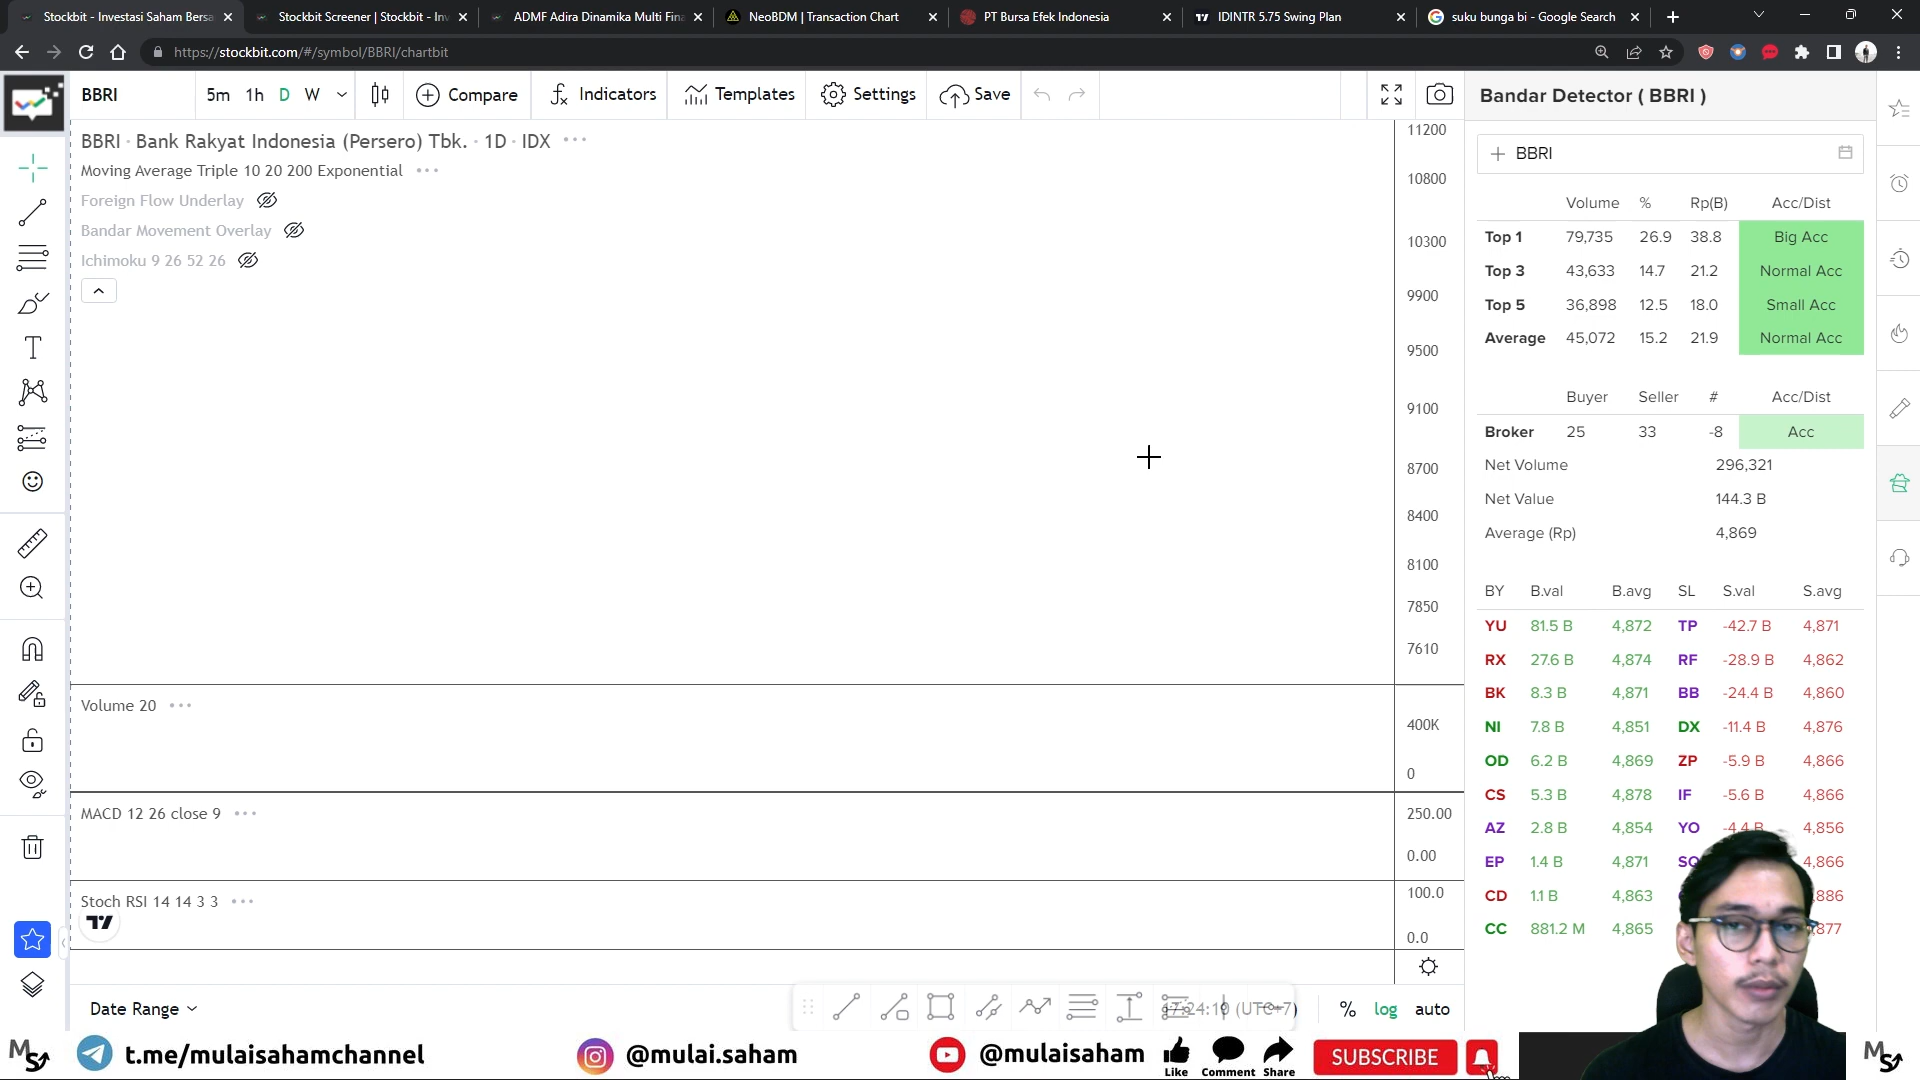 Stockbit - Investasi Saham Bersa
Stockbit Screener | Stockbit - Inv
ADMF Adira Dinamika Multi Fina
NeoBDM | Transaction Chart
PT Bursa Efek Indonesia
IDINTR 5.75 Swing Plan
suku bunga bi - Google Search
https://stockbit.com/#/symbol/BBRI/chartbit
BBRI
5m 1h D W
Compare
Indicators
Templates
Settings
Save
Bandar Detector ( BBRI )
BBRI · Bank Rakyat Indonesia (Persero) Tbk. · 1D · IDX
Moving Average Triple 10 20 200 Exponential
Foreign Flow Underlay
Bandar Movement Overlay
Ichimoku 9 26 52 26
11200
10800
10300
9900
9500
9100
8700
8400
8100
7850
7610
Volume 20
400K
0
MACD 12 26 close 9
250.00
0.00
Stoch RSI 14 14 3 3
100.0
0.0
Date Range
17:24:19 (UTC+7)
% log auto
BBRI
Volume % Rp(B) Acc/Dist
Top 1 79,735 26.9 38.8 Big Acc
Top 3 43,633 14.7 21.2 Normal Acc
Top 5 36,898 12.5 18.0 Small Acc
Average 45,072 15.2 21.9 Normal Acc
Buyer Seller # Acc/Dist
Broker 25 33 -8 Acc
Net Volume 296,321
Net Value 144.3 B
Average (Rp) 4,869
BY B.val B.avg SL S.val S.avg
YU 81.5 B 4,872 TP -42.7 B 4,871
RX 27.6 B 4,874 RF -28.9 B 4,862
BK 8.3 B 4,871 BB -24.4 B 4,860
NI 7.8 B 4,851 DX -11.4 B 4,876
OD 6.2 B 4,869 ZP -5.9 B 4,866
CS 5.3 B 4,878 IF -5.6 B 4,866
AZ 2.8 B 4,854 YO -4.4 B 4,856
EP 1.4 B 4,871 SQ 4,866
CD 1.1 B 4,863 886
CC 881.2 M 4,865 877
MS t.me/mulaisahamchannel @mulai.saham @mulaisaham Like Comment Share SUBSCRIBE MS